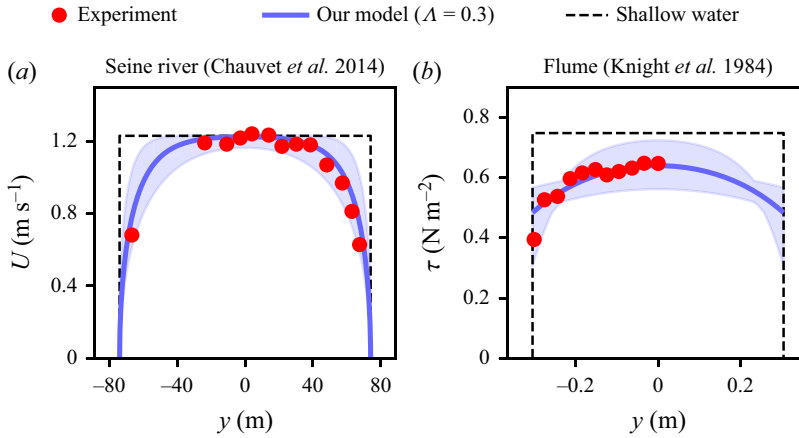 Experiment Our model (Λ = 0.3) Shallow water
(a) Seine river (Chauvet et al. 2014)
1.2
0.8
0.4
0
U (m s⁻¹)
−80 −40 0 40 80
y (m)
(b) Flume (Knight et al. 1984)
0.8
0.6
0.4
0.2
0
τ (N m⁻²)
−0.2 0 0.2
y (m)